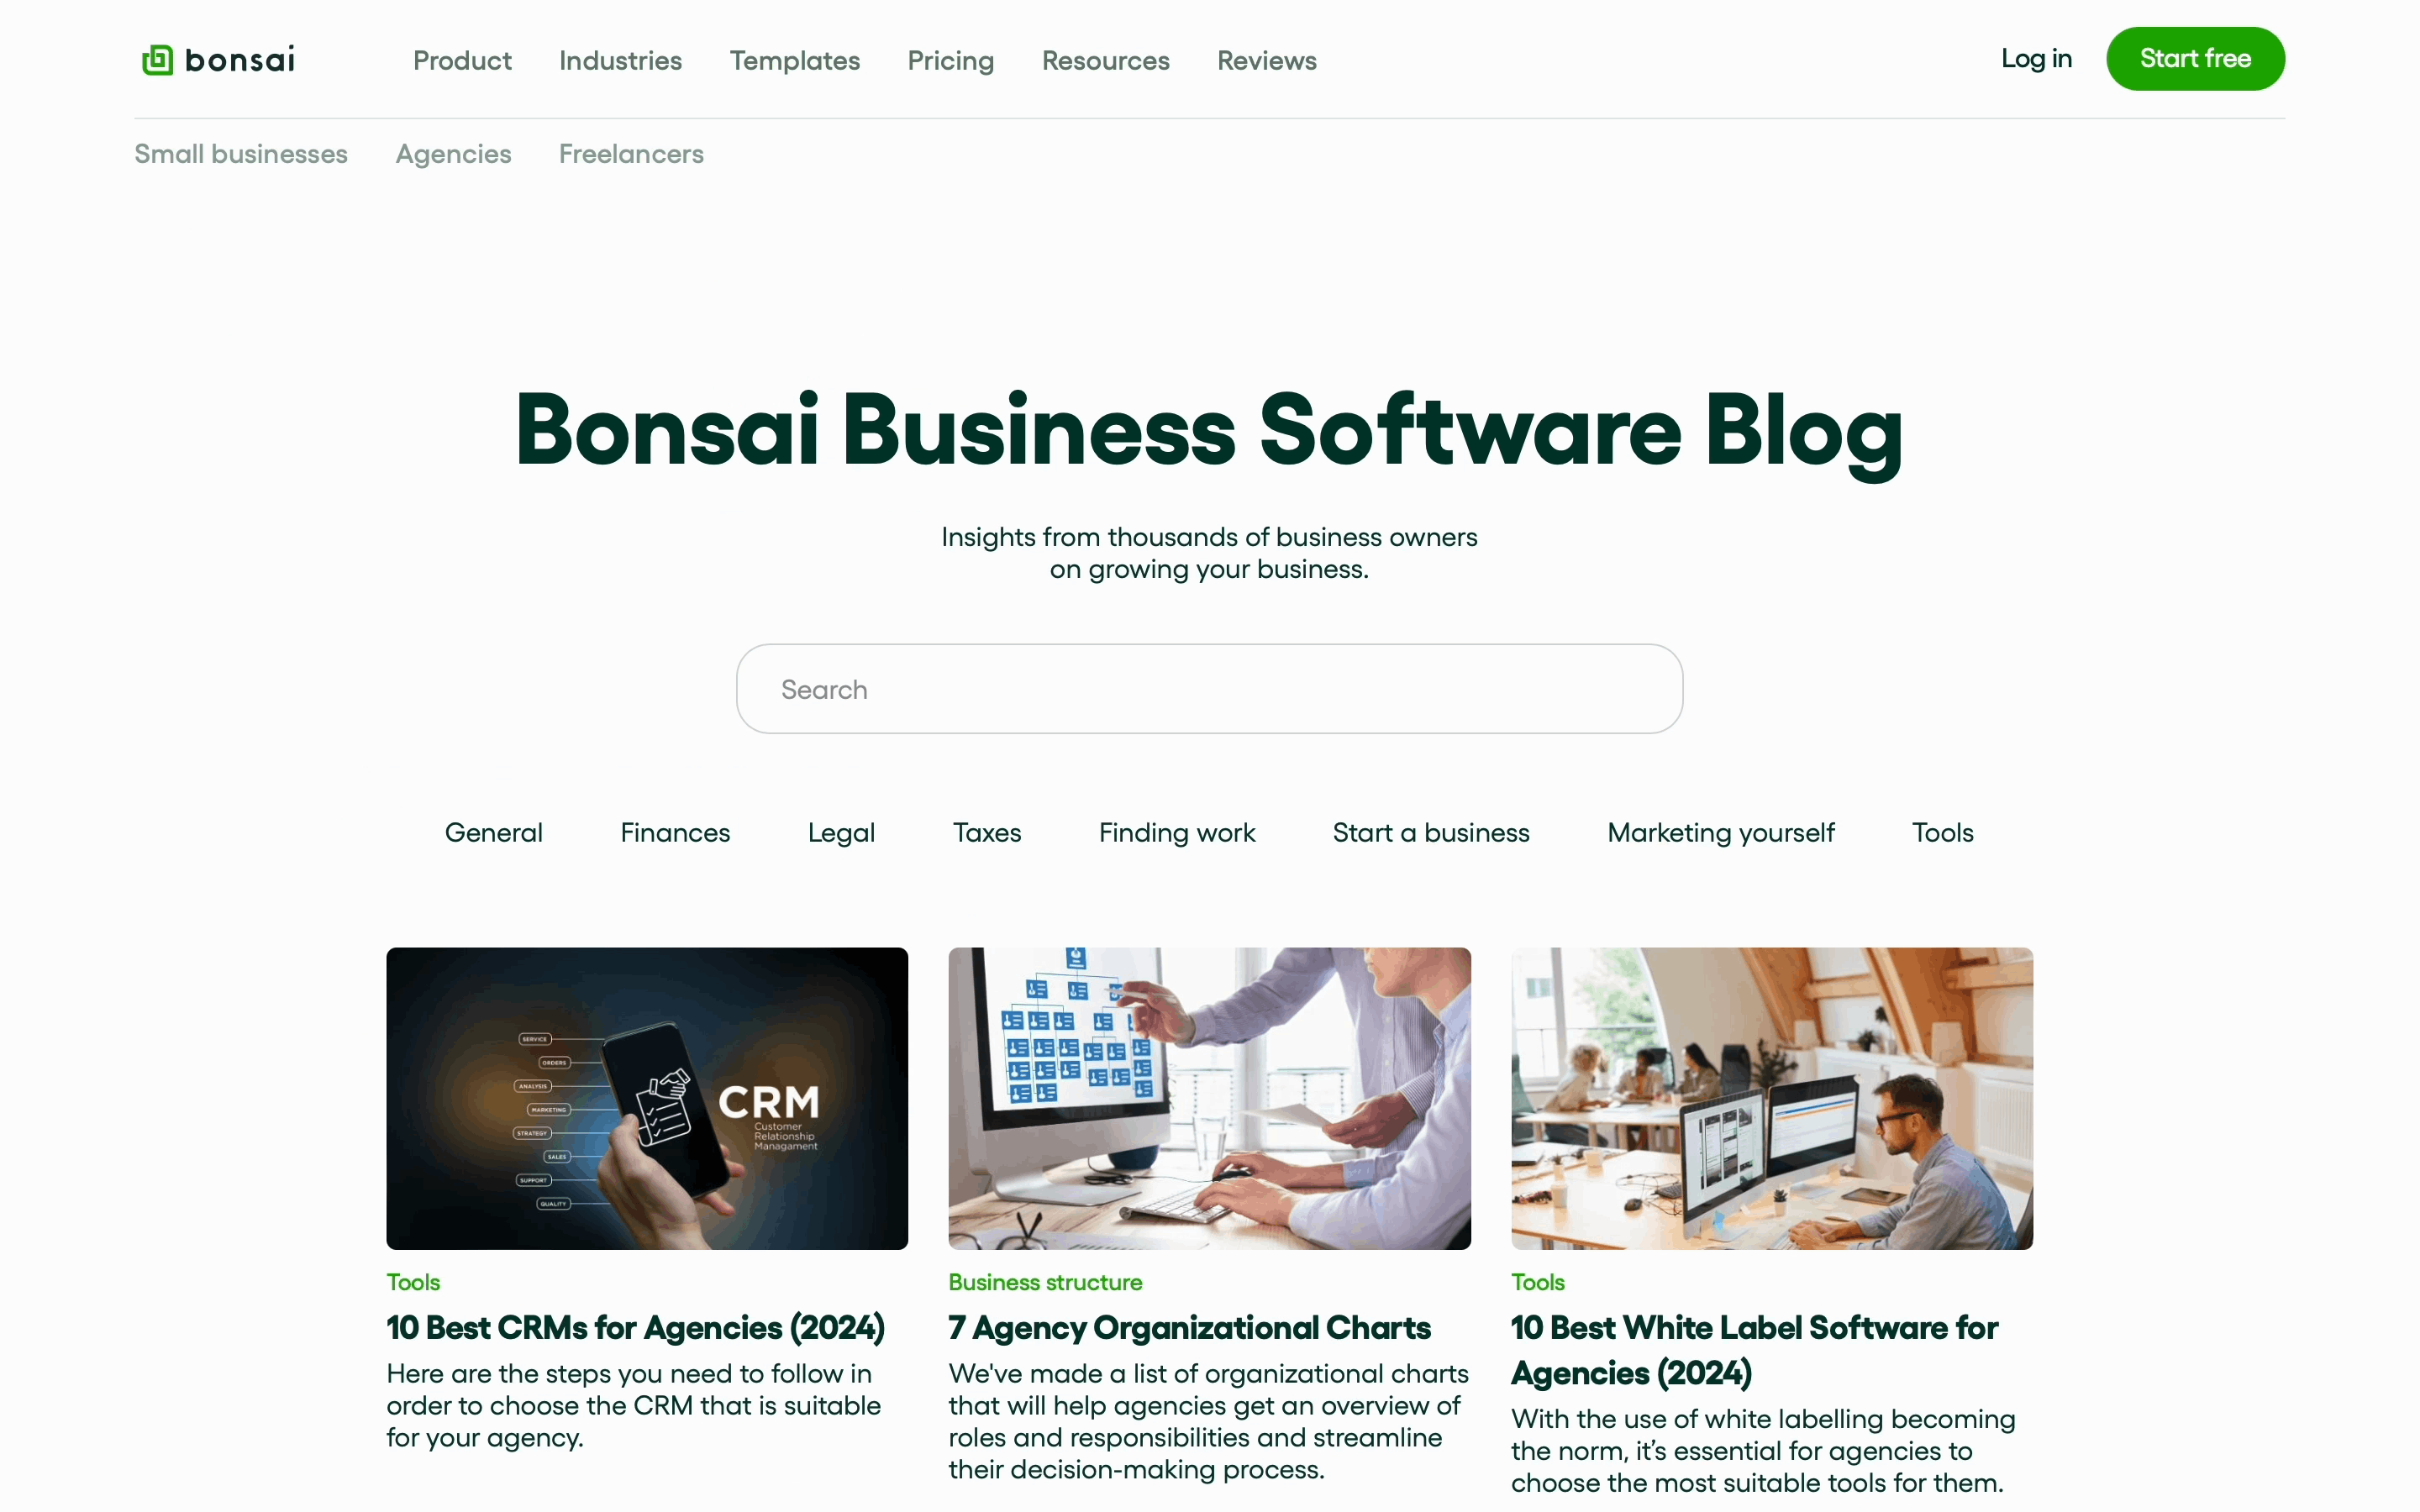 bonsai
Product
Industries
Templates
Pricing
Resources
Reviews
Log in
Start free
Small businesses
Agencies
Freelancers
Bonsai Business Software Blog
Insights from thousands of business owners
on growing your business.
Search
General
Finances
Legal
Taxes
Finding work
Start a business
Marketing yourself
Tools
SERVICE
ORDERS
ANALYSIS
MARKETING
STRATEGY
SALES
SUPPORT
QUALITY
CRM
Customer
Relationship
Managament
Tools
10 Best CRMs for Agencies (2024)
Here are the steps you need to follow in
order to choose the CRM that is suitable
for your agency.
Business structure
7 Agency Organizational Charts
We've made a list of organizational charts
that will help agencies get an overview of
roles and responsibilities and streamline
their decision-making process.
Tools
10 Best White Label Software for
Agencies (2024)
With the use of white labelling becoming
the norm, it’s essential for agencies to
choose the most suitable tools for them.